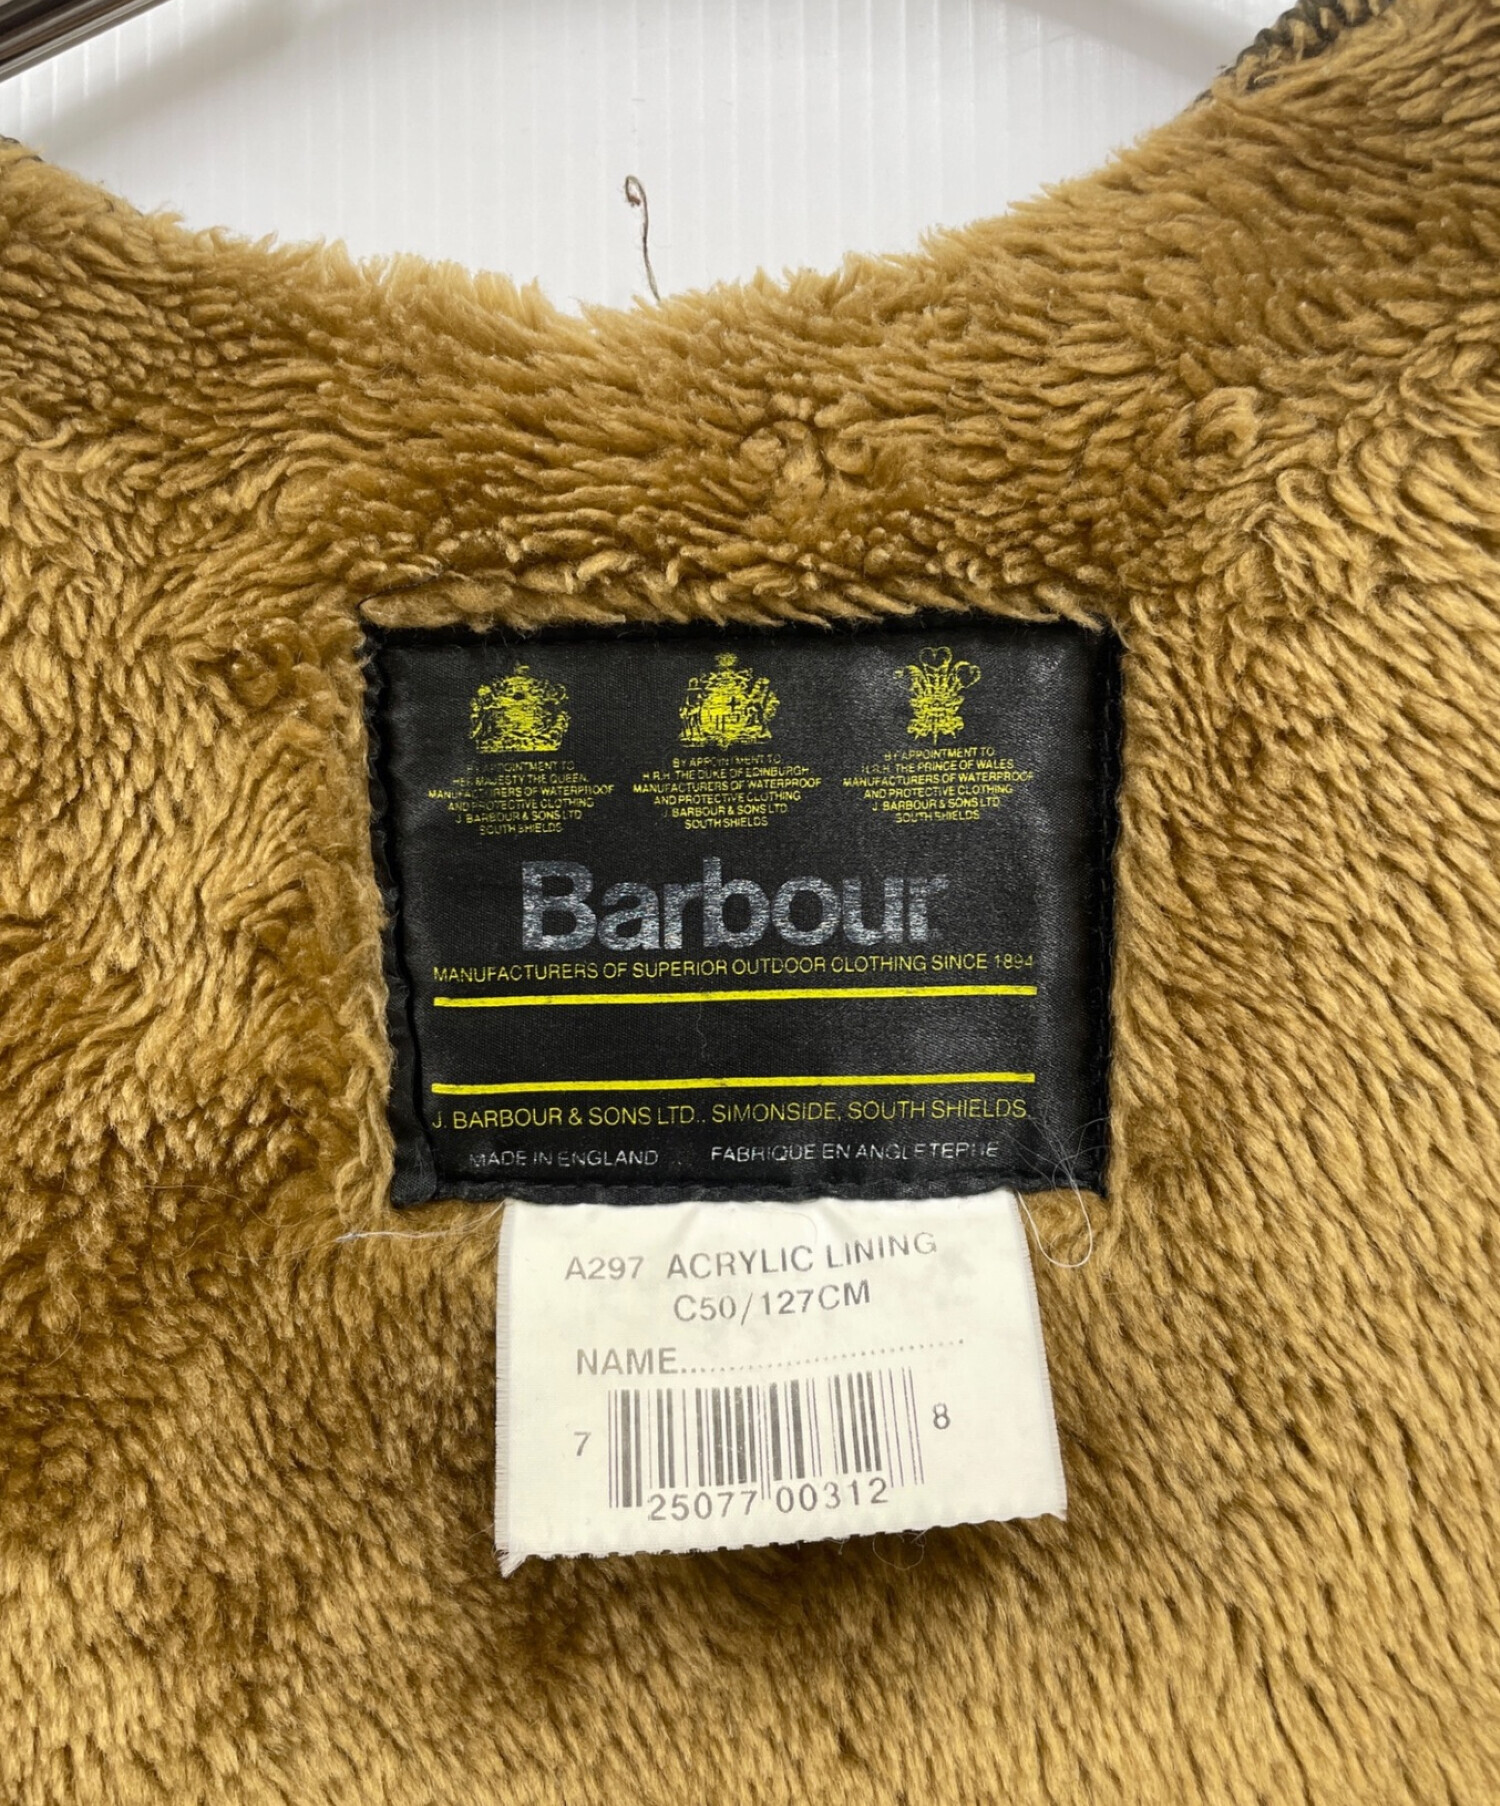 BY APPOINTMENT TO
HER MAJESTY THE QUEEN.
MANUFACTURERS OF WATERPROOF
AND PROTECTIVE CLOTHING
J. BARBOUR & SONS LTD
SOUTH SHIELDS
BY APPOINTMENT TO
H.R.H. THE DUKE OF EDINBURGH
MANUFACTURERS OF WATERPROOF
AND PROTECTIVE CLOTHING
J. BARBOUR & SONS LTD
SOUTH SHIELDS
BY APPOINTMENT TO
H.R.H. THE PRINCE OF WALES
MANUFACTURERS OF WATERPROOF
AND PROTECTIVE CLOTHING
J. BARBOUR & SONS LTD
SOUTH SHIELDS
Barbour
MANUFACTURERS OF SUPERIOR OUTDOOR CLOTHING SINCE 1894
J. BARBOUR & SONS LTD., SIMONSIDE, SOUTH SHIELDS
MADE IN ENGLAND FABRIQUE EN ANGLETERRE
A297 ACRYLIC LINING
C50/127CM
NAME..............................
7 25077 00312 8